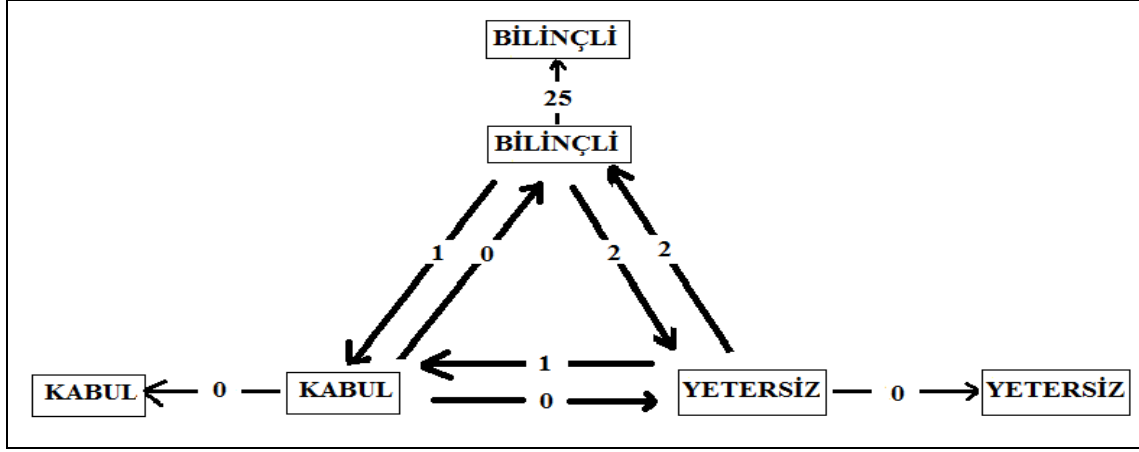 BİLİNÇLİ
25
BİLİNÇLİ
1 0 2 2
1
KABUL 0 KABUL YETERSİZ 0 YETERSİZ
0